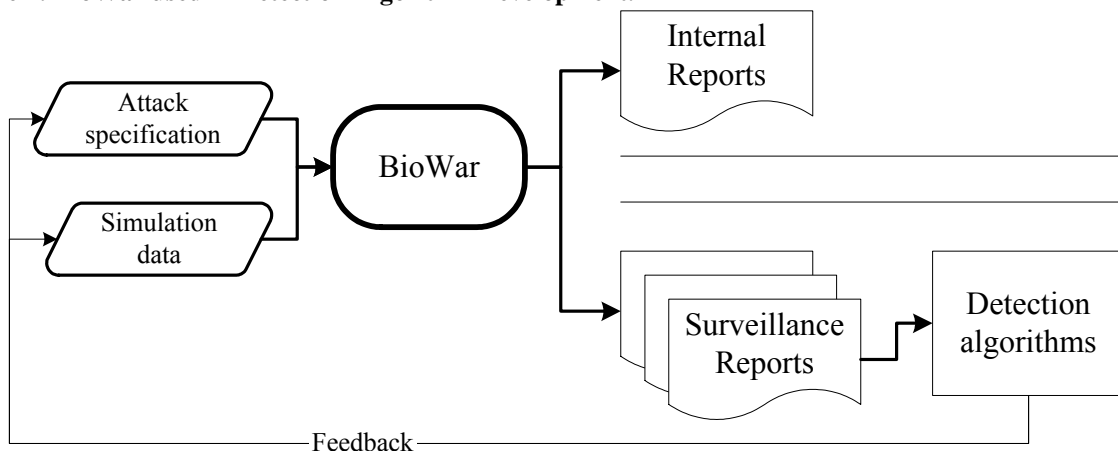 Internal
Reports
Attack
specification
BioWar
Simulation
data
Surveillance
Reports
Detection
algorithms
Feedback